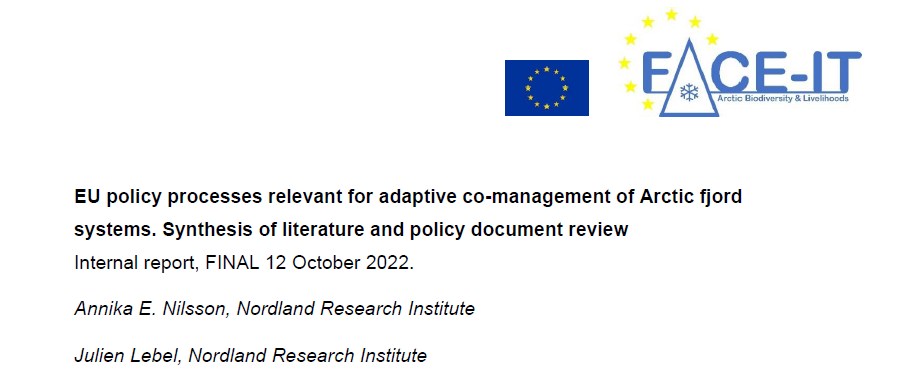 FACE-IT
Arctic Biodiversity & Livelihoods
EU policy processes relevant for adaptive co-management of Arctic fjord
systems. Synthesis of literature and policy document review
Internal report, FINAL 12 October 2022.
Annika E. Nilsson, Nordland Research Institute
Julien Lebel, Nordland Research Institute